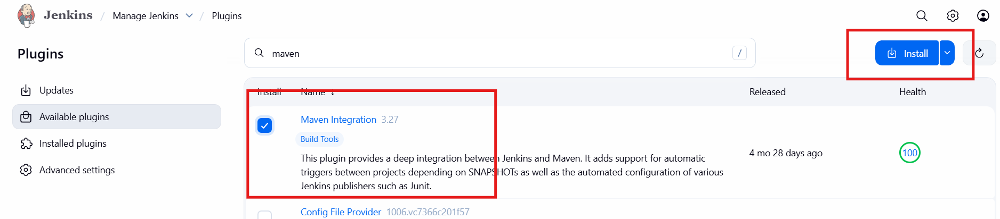 Jenkins / Manage Jenkins / Plugins
Plugins
maven /
Install
Updates
Available plugins
Installed plugins
Advanced settings
Install Name ↓ Released Health
Maven Integration 3.27
Build Tools
This plugin provides a deep integration between Jenkins and Maven. It adds support for automatic
triggers between projects depending on SNAPSHOTs as well as the automated configuration of various
Jenkins publishers such as Junit.
4 mo 28 days ago
100
Config File Provider 1006.vc7366c201f57